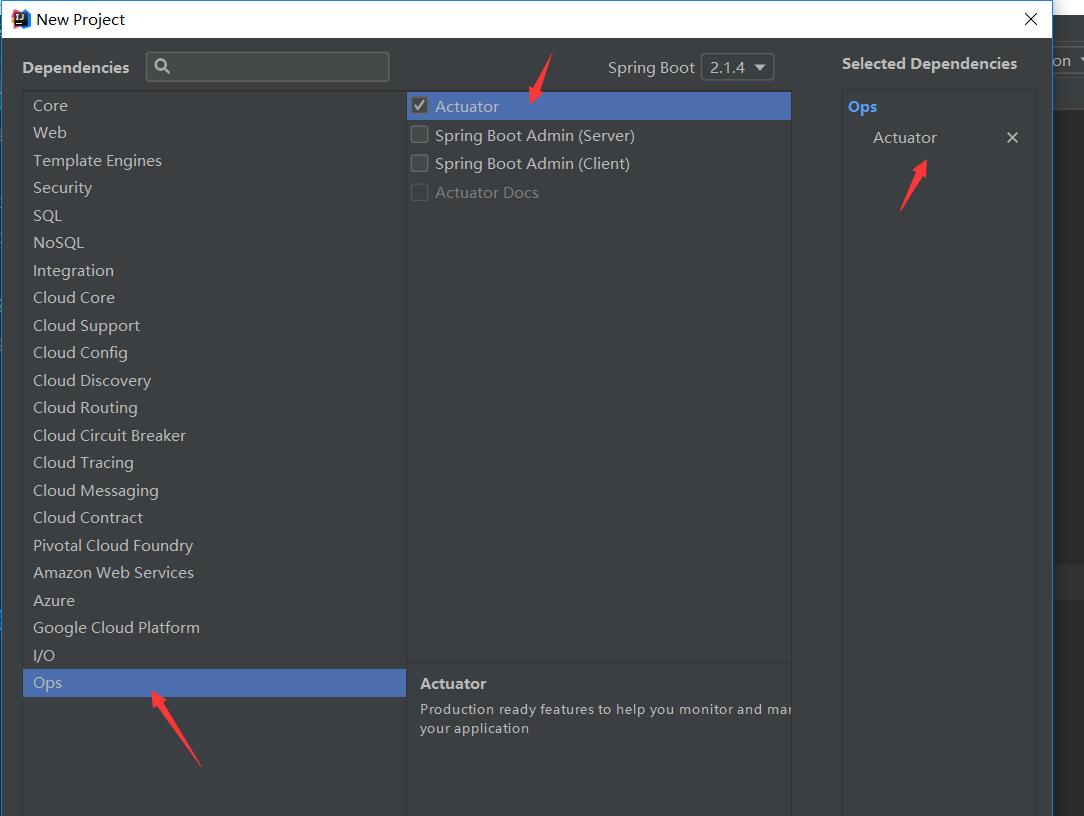 New Project
Dependencies
Spring Boot 2.1.4
Selected Dependencies
on
Core
Web
Template Engines
Security
SQL
NoSQL
Integration
Cloud Core
Cloud Support
Cloud Config
Cloud Discovery
Cloud Routing
Cloud Circuit Breaker
Cloud Tracing
Cloud Messaging
Cloud Contract
Pivotal Cloud Foundry
Amazon Web Services
Azure
Google Cloud Platform
I/O
Ops
Actuator
Spring Boot Admin (Server)
Spring Boot Admin (Client)
Actuator Docs
Actuator
Production ready features to help you monitor and mar
your application
Ops
Actuator